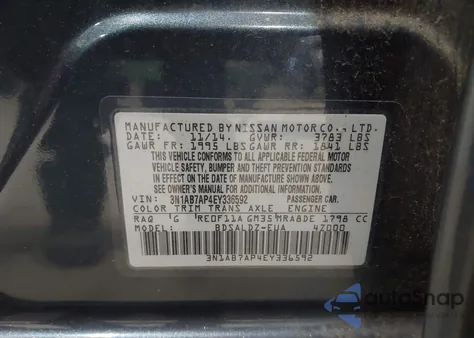 MANUFACTURED BY NISSAN MOTOR CO., LTD.
DATE: 11/14. GVWR: 3783 LBS
GAWR FR: 1995 LBS GAWR RR: 1841 LBS
THIS VEHICLE CONFORMS TO ALL APPLICABLE FEDERAL MOTOR
VEHICLE SAFETY, BUMPER AND THEFT PREVENTION STANDARDS
IN EFFECT ON THE DATE OF MANUFACTURE SHOWN ABOVE.
SEE OWNER'S MANUAL FOR ADDITIONAL INSTRUCTIONS.
VIN: 3N1AB7AP4EY336592 PASSENGER CAR.
COLOR TRIM TRANS AXLE ENGINE
RAQ G RE0F11A GM35 MRA8DE 1798 CC
MODEL: BDSALDZ-EUA 4Z000
3N1AB7AP4EY336592
autoSnap